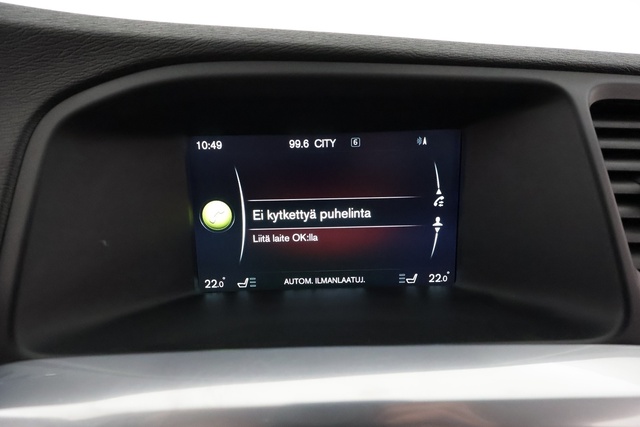 10:49 99.6 CITY 6 A
Ei kytkettyä puhelinta
Liitä laite OK:lla
22.0° AUTOM. ILMANLAATUJ. 22.0°